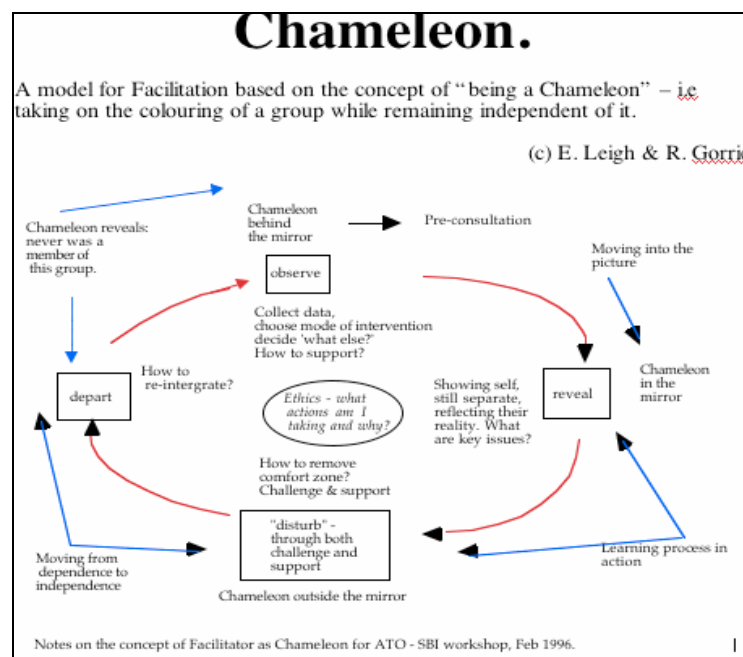 Chameleon.
A model for Facilitation based on the concept of “being a Chameleon” – i.e
taking on the colouring of a group while remaining independent of it.
(c) E. Leigh & R. Gorrie
Chameleon reveals:
never was a
member of
this group.
Chameleon
behind
the mirror
Pre-consultation
Moving into the
picture
observe
Collect data,
choose mode of intervention
decide 'what else?'
How to support?
How to
re-intergrate?
depart
Ethics - what
actions am I
taking and why?
Showing self,
still separate,
reflecting their
reality. What
are key issues?
reveal
Chameleon
in the
mirror
How to remove
comfort zone?
Challenge & support
"disturb" -
through both
challenge and
support
Moving from
dependence to
independence
Learning process in
action
Chameleon outside the mirror
Notes on the concept of Facilitator as Chameleon for ATO - SBI workshop, Feb 1996.